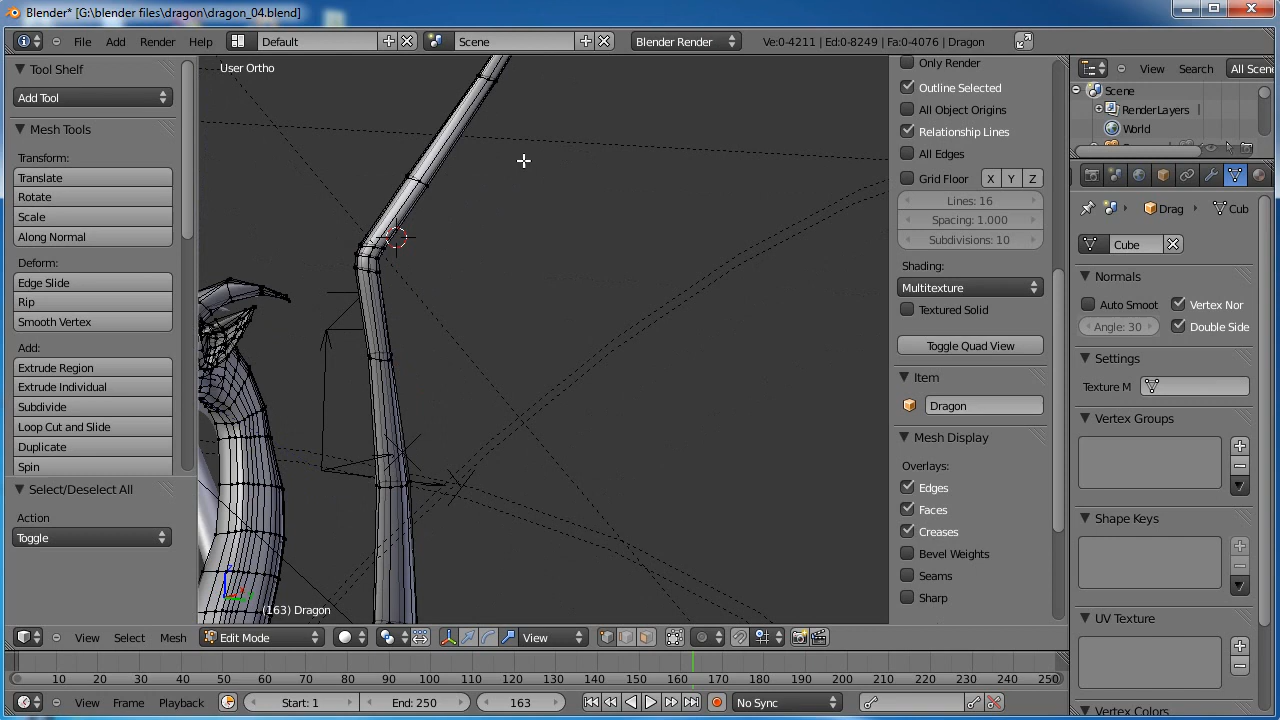 Blender* [G:\blender files\dragon\dragon_04.blend]
File Add Render Help Default Scene Blender Render Ve:0-4211 | Ed:0-8249 | Fa:0-4076 | Dragon
View Search All Scene
Tool Shelf
Add Tool
Mesh Tools
Transform:
Translate
Rotate
Scale
Along Normal
Deform:
Edge Slide
Rip
Smooth Vertex
Add:
Extrude Region
Extrude Individual
Subdivide
Loop Cut and Slide
Duplicate
Spin
Select/Deselect All
Action
Toggle
User Ortho
(163) Dragon
Only Render
Outline Selected
All Object Origins
Relationship Lines
All Edges
Grid Floor X Y Z
Lines: 16
Spacing: 1.000
Subdivisions: 10
Shading:
Multitexture
Textured Solid
Toggle Quad View
Item
Dragon
Mesh Display
Overlays:
Edges
Faces
Creases
Bevel Weights
Seams
Sharp
Scene
RenderLayers
World
Drag Cub
Cube
Normals
Auto Smoot Vertex Nor
Angle: 30 Double Side
Settings
Texture M
Vertex Groups
Shape Keys
UV Texture
Vertex Colors
View Select Mesh Edit Mode View
0 10 20 30 40 50 60 70 80 90 100 110 120 130 140 150 160 170 180 190 200 210 220 230 240 250
View Frame Playback Start: 1 End: 250 163 No Sync